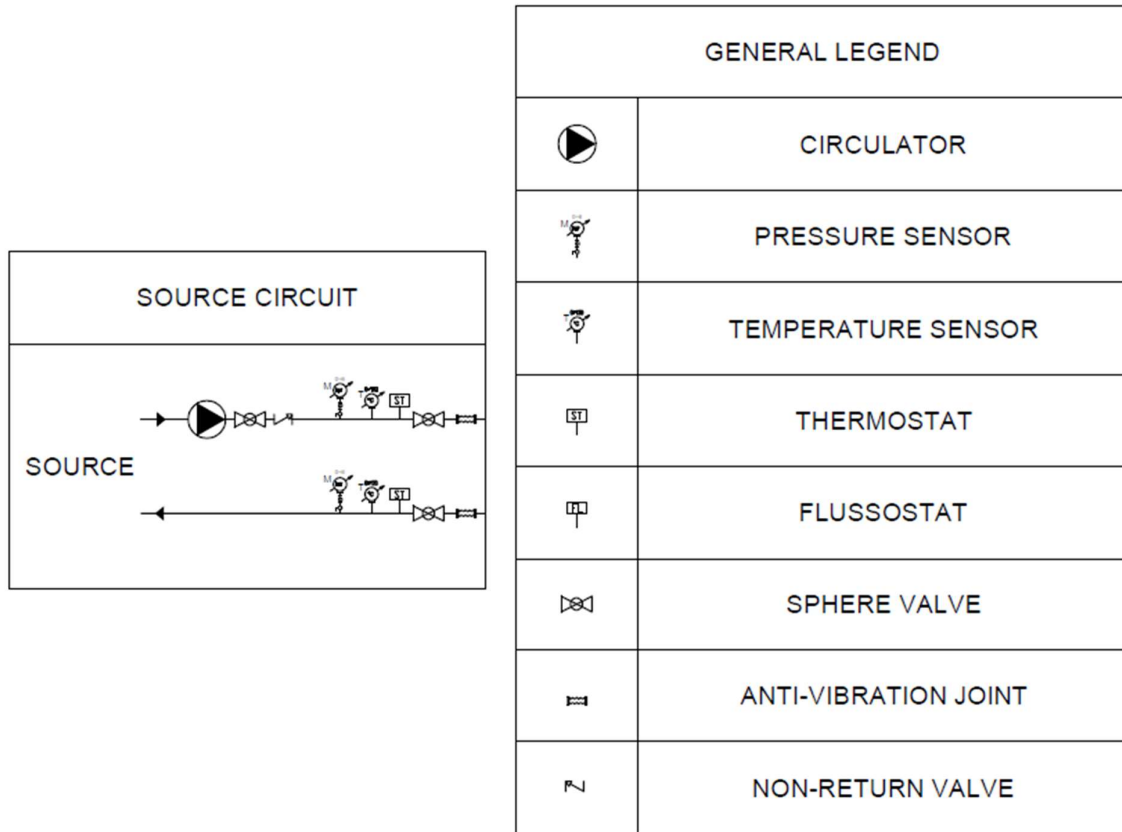 GENERAL LEGEND
CIRCULATOR
M
PRESSURE SENSOR
T
TEMPERATURE SENSOR
ST
THERMOSTAT
FL
FLUSSOSTAT
SPHERE VALVE
ANTI-VIBRATION JOINT
NON-RETURN VALVE
SOURCE CIRCUIT
M
T
ST
SOURCE
M
T
ST